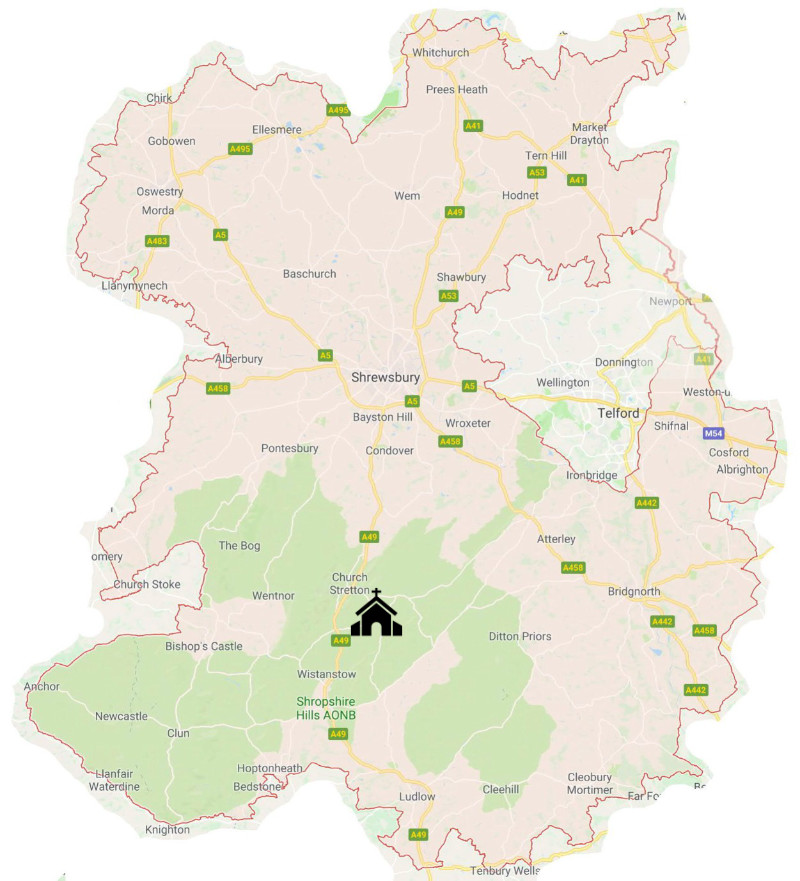 M
Whitchurch
Prees Heath
Chirk
A495
A41
Ellesmere
Market
Drayton
Gobowen
A495
Tern Hill
A53
A41
Oswestry
Wem
Hodnet
Morda
A49
A5
A483
Baschurch
Shawbury
Llanymynech
A53
Newport
Alberbury
A5
A41
Donnington
Shrewsbury
Wellington
A458
A5
Weston-u
A5
Telford
Bayston Hill
Wroxeter
Shifnal
M54
A458
Pontesbury
Condover
Cosford
Albrighton
Ironbridge
A442
A49
Atterley
The Bog
omery
A458
Church
Stretton
Church Stoke
Wentnor
Bridgnorth
A442
A458
Ditton Priors
A49
Bishop's Castle
Wistanstow
Anchor
A442
Shropshire
Hills AONB
Newcastle
Clun
A49
Hoptonheath
Llanfair
Waterdine
Bedstone
Cleobury
Mortimer
Cleehill
Ludlow
Far Fo
Knighton
A49
Tenbury Wells